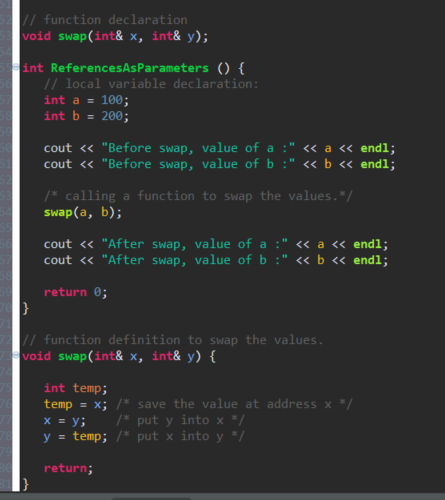 // function declaration
void swap(int& x, int& y);
int ReferencesAsParameters () {
// local variable declaration:
int a = 100;
int b = 200;
cout << "Before swap, value of a :" << a << endl;
cout << "Before swap, value of b :" << b << endl;
/* calling a function to swap the values.*/
swap(a, b);
cout << "After swap, value of a :" << a << endl;
cout << "After swap, value of b :" << b << endl;
return 0;
}
// function definition to swap the values.
void swap(int& x, int& y) {
int temp;
temp = x; /* save the value at address x */
x = y; /* put y into x */
y = temp; /* put x into y */
return;
}